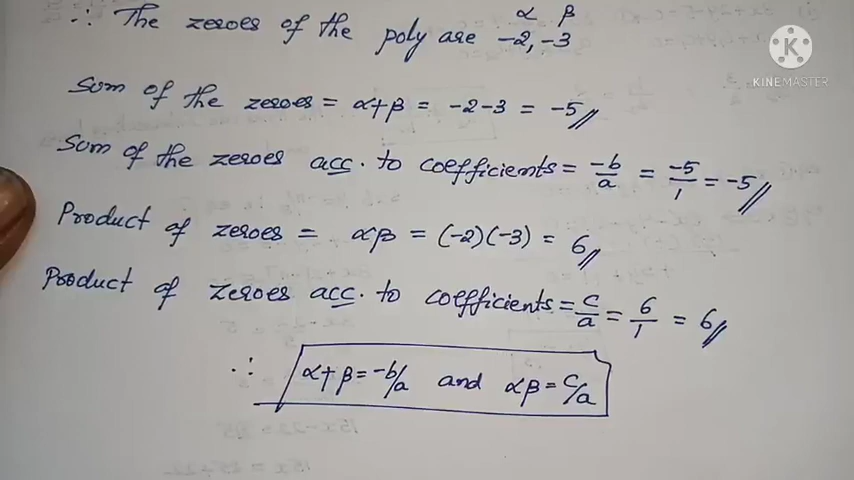 α β
∴ The zeroes of the poly are -2, -3
KINEMASTER
Sum of the zeroes = α+β = -2-3 = -5//
Sum of the zeroes acc. to coefficients = -b/a = -5/1 = -5//
Product of zeroes = αβ = (-2)(-3) = 6//
Product of zeroes acc. to coefficients = c/a = 6/1 = 6//
∴ α+β = -b/a and αβ = c/a